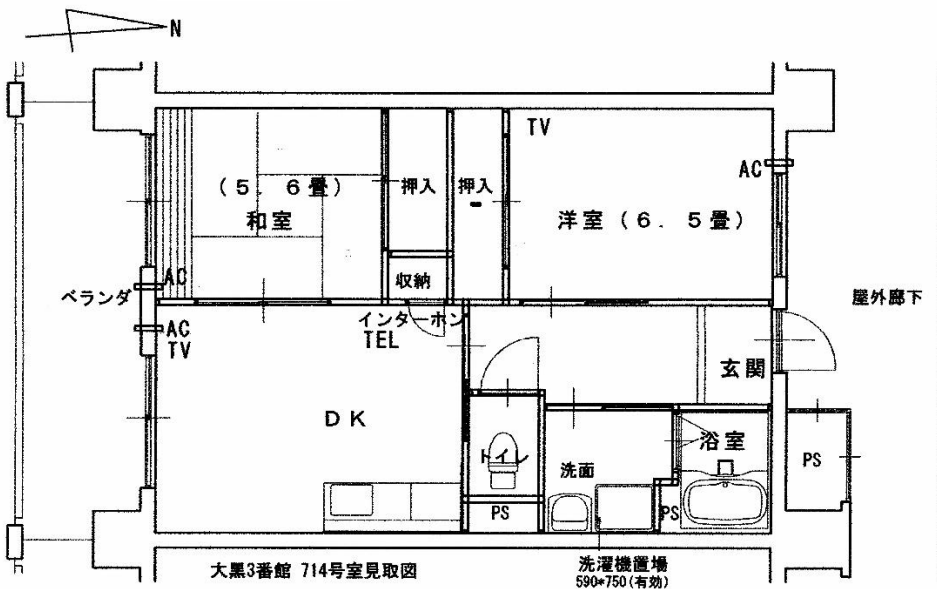 N
TV
AC
(5. 6畳)
和室
押入
押入
洋室(6. 5畳)
収納
AC
ベランダ
インターホン
TEL
屋外廊下
AC
TV
玄関
DK
トイレ
洗面
浴室
PS
PS
PS
大黒3番館 714号室見取図
洗濯機置場
590*750(有効)